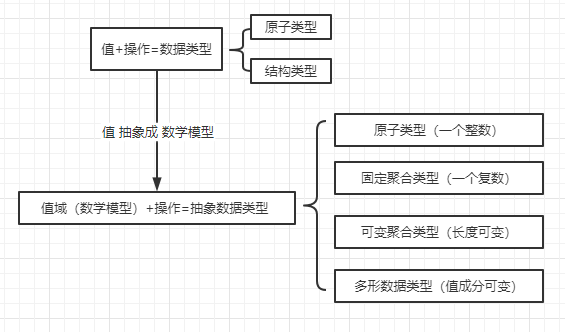 值+操作=数据类型
原子类型
结构类型
值 抽象成 数学模型
值域（数学模型）+操作=抽象数据类型
原子类型（一个整数）
固定聚合类型（一个复数）
可变聚合类型（长度可变）
多形数据类型（值成分可变）